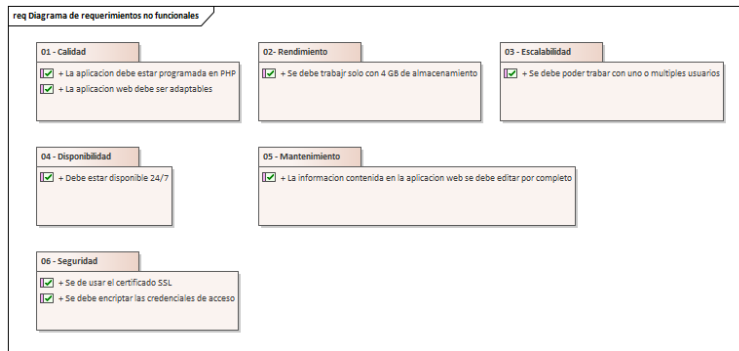 req Diagrama de requerimientos no funcionales
01 - Calidad
+ La aplicacion debe estar programada en PHP
+ La aplicacion web debe ser adaptables
02- Rendimiento
+ Se debe trabajr solo con 4 GB de almacenamiento
03 - Escalabilidad
+ Se debe poder trabar con uno o multiples usuarios
04 - Disponibilidad
+ Debe estar disponible 24/7
05 - Mantenimiento
+ La informacion contenida en la aplicacion web se debe editar por completo
06 - Seguridad
+ Se de usar el certificado SSL
+ Se debe encriptar las credenciales de acceso